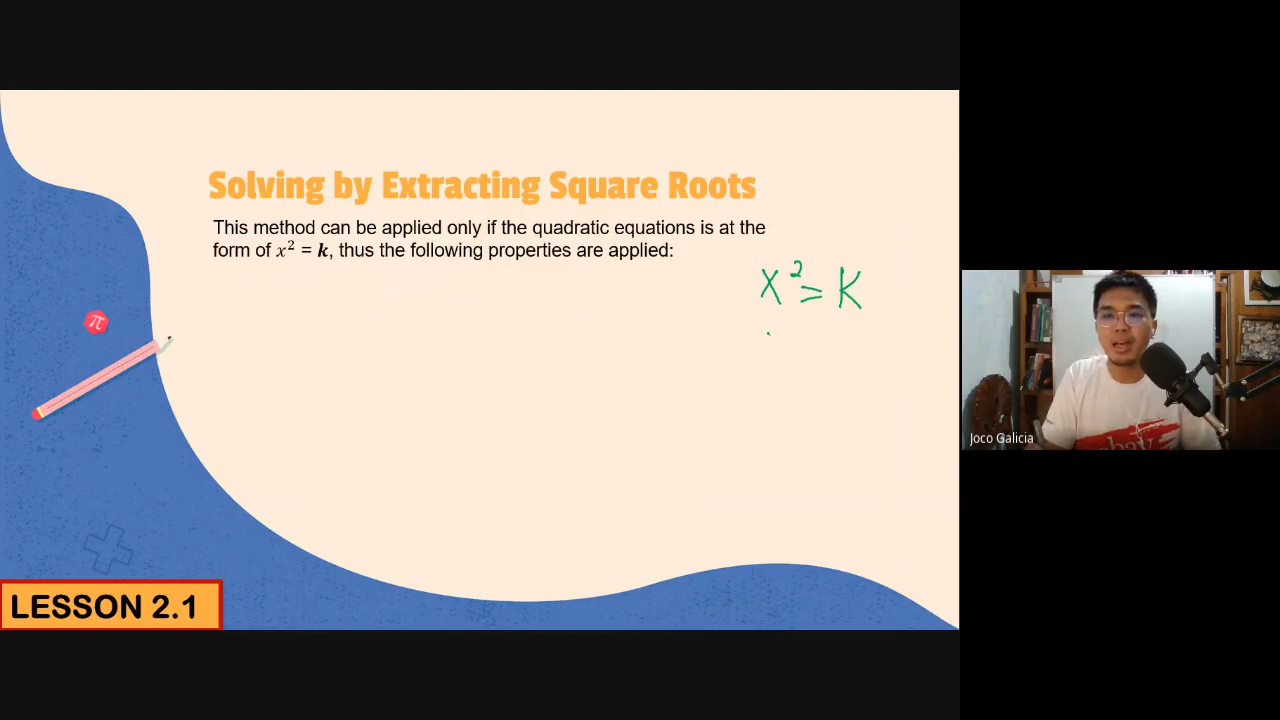 Solving by Extracting Square Roots
This method can be applied only if the quadratic equations is at the
form of x² = k, thus the following properties are applied:
X² = K
π
Joco Galicia
LESSON 2.1